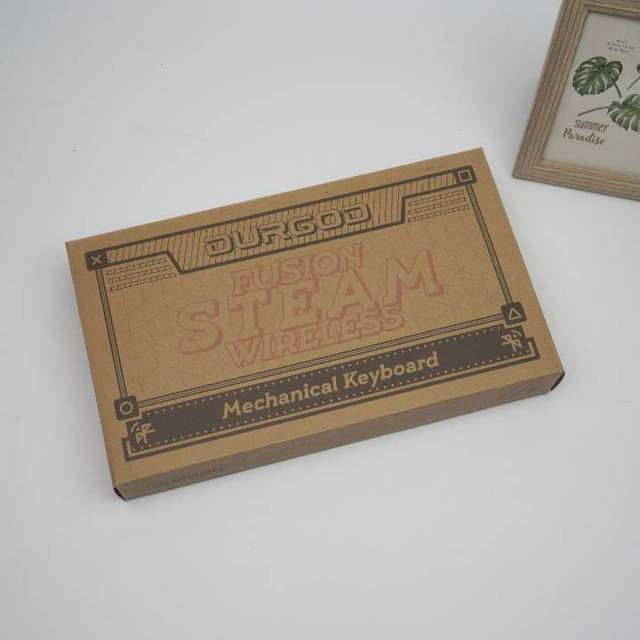 DURGOD
FUSION
STEAM
WIRELESS
Mechanical Keyboard
summer
Paradise